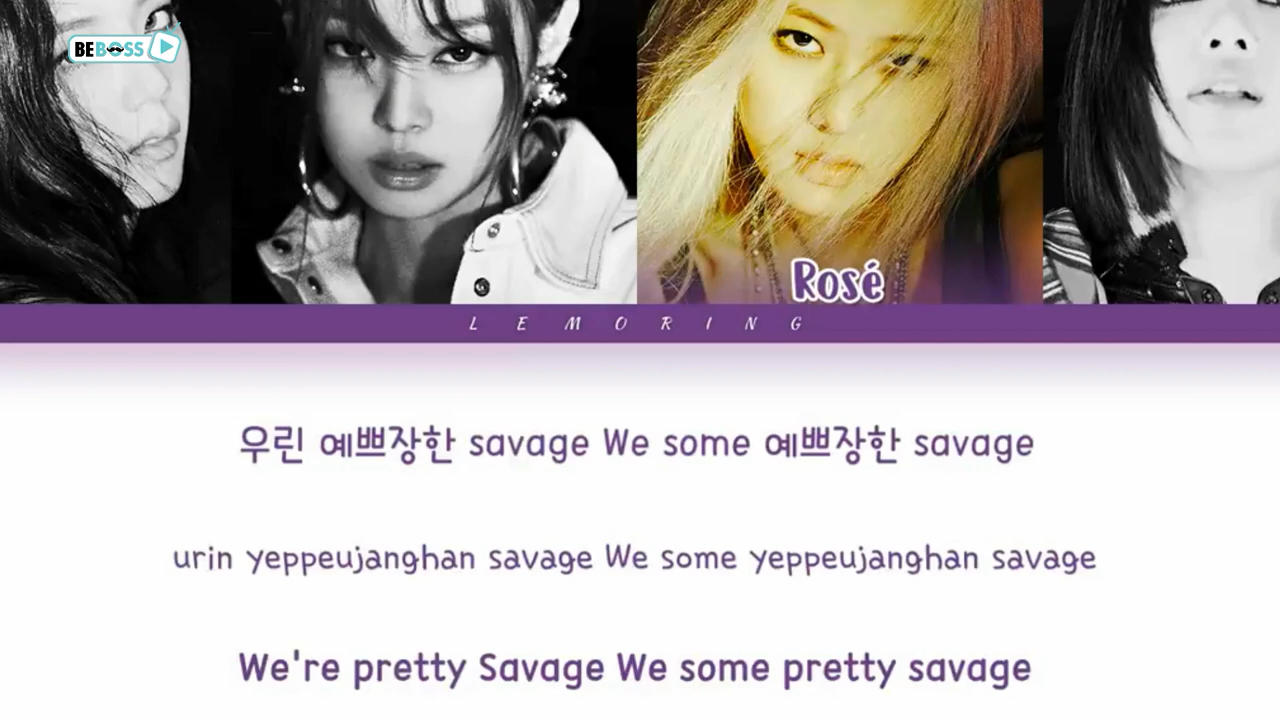 BEBOSS
Rosé
LEMORING
우린 예쁘장한 savage We some 예쁘장한 savage
urin yeppeujanghan savage We some yeppeujanghan savage
We're pretty Savage We some pretty savage